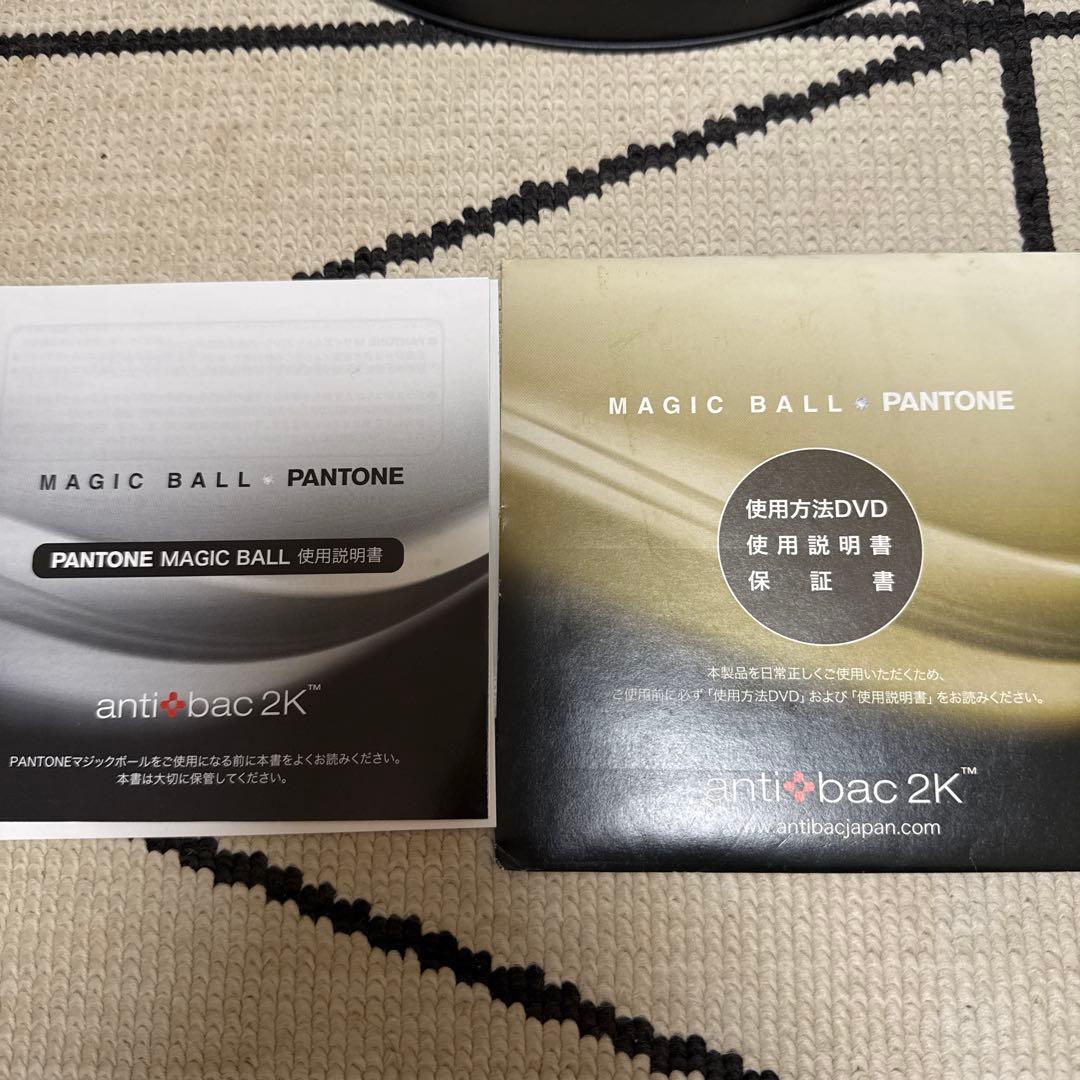 MAGIC BALL PANTONE
PANTONE MAGIC BALL 使用説明書
anti bac 2K™
PANTONEマジックボールをご使用になる前に本書をよくお読みください。
本書は大切に保管してください。
MAGIC BALL PANTONE
使用方法DVD
使用説明書
保証書
本製品を日常正しくご使用いただくため、
ご使用前に必ず「使用方法DVD」および「使用説明書」をお読みください。
anti bac 2K™
www.antibacjapan.com